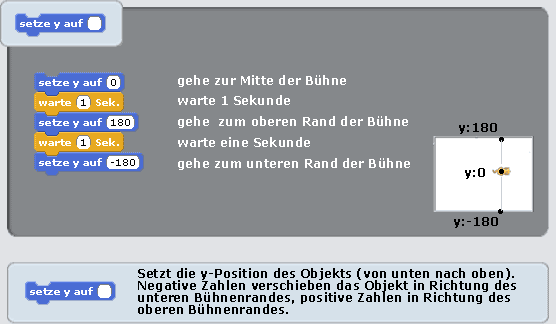 setze y auf
setze y auf 0 gehe zur Mitte der Bühne
warte 1 Sek. warte 1 Sekunde
setze y auf 180 gehe zum oberen Rand der Bühne
warte 1 Sek. warte eine Sekunde
setze y auf -180 gehe zum unteren Rand der Bühne
y:180
y:0
y:-180
setze y auf
Setzt die y-Position des Objekts (von unten nach oben).
Negative Zahlen verschieben das Objekt in Richtung des
unteren Bühnenrandes, positive Zahlen in Richtung des
oberen Bühnenrandes.